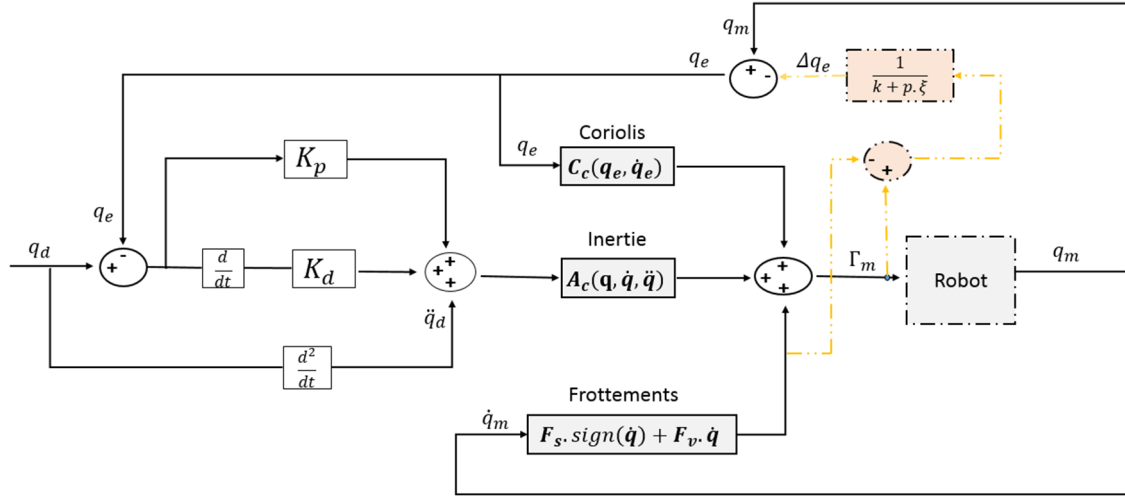 q_m
q_e
+ -
Δq_e
1/(k + p.ξ)
Coriolis
q_e
C_c(q_e, q̇_e)
-
+
K_p
q_e
q_d
-
+
d/dt
K_d
+
+
+
Inertie
A_c(q, q̇, q̈)
+
+
+
Γ_m
Robot
q_m
q̈_d
d²/dt
Frottements
q̇_m
F_s.sign(q̇) + F_v.q̇